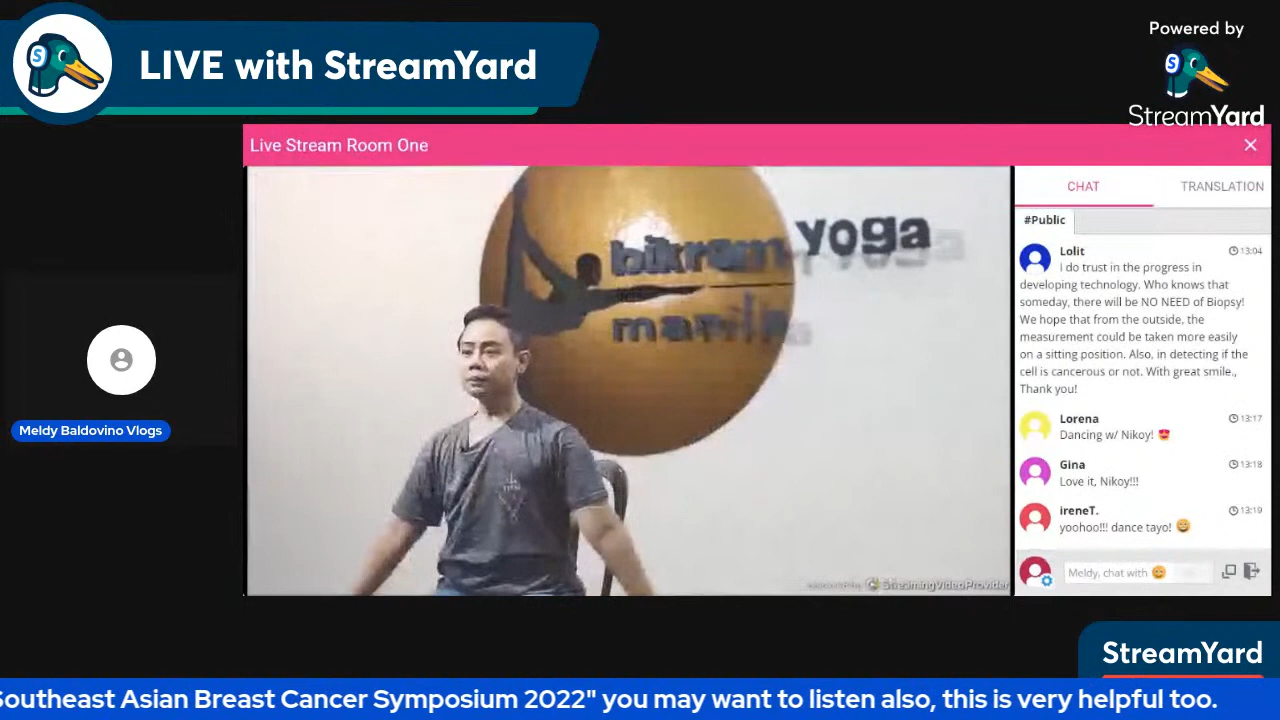 LIVE with StreamYard
Powered by
StreamYard
Live Stream Room One
CHAT
TRANSLATION
#Public
Lolit
13:04
I do trust in the progress in
developing technology. Who knows that
someday, there will be NO NEED of Biopsy!
We hope that from the outside, the
measurement could be taken more easily
on a sitting position. Also, in detecting if the
cell is cancerous or not. With great smile.,
Thank you!
Lorena
13:17
Dancing w/ Nikoy! 😍
Gina
13:18
Love it, Nikoy!!!
ireneT.
13:19
yoohoo!!! dance tayo! 😄
Meldy, chat with 😄
bikram yoga
manila
StreamingVideoProvider
Meldy Baldovino Vlogs
StreamYard
Southeast Asian Breast Cancer Symposium 2022" you may want to listen also, this is very helpful too.